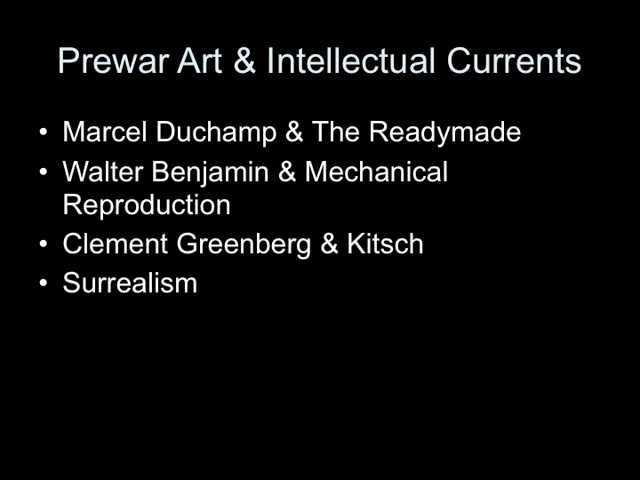 Prewar Art & Intellectual Currents
• Marcel Duchamp & The Readymade
• Walter Benjamin & Mechanical
Reproduction
• Clement Greenberg & Kitsch
• Surrealism